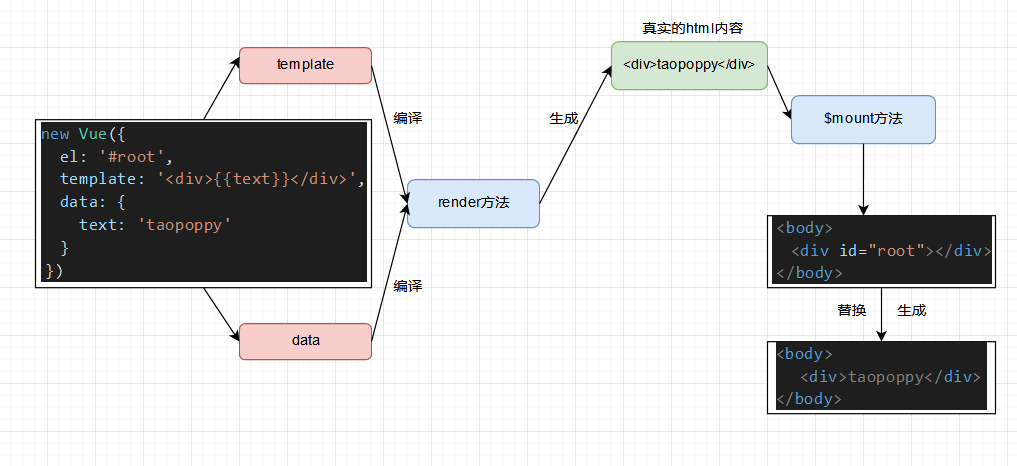 真实的html内容
template
<div>taopoppy</div>
编译
生成
$mount方法
new Vue({
  el: '#root',
  template: '<div>{{text}}</div>',
  data: {
    text: 'taopoppy'
  }
})
render方法
<body>
  <div id="root"></div>
</body>
编译
替换
生成
data
<body>
  <div>taopoppy</div>
</body>